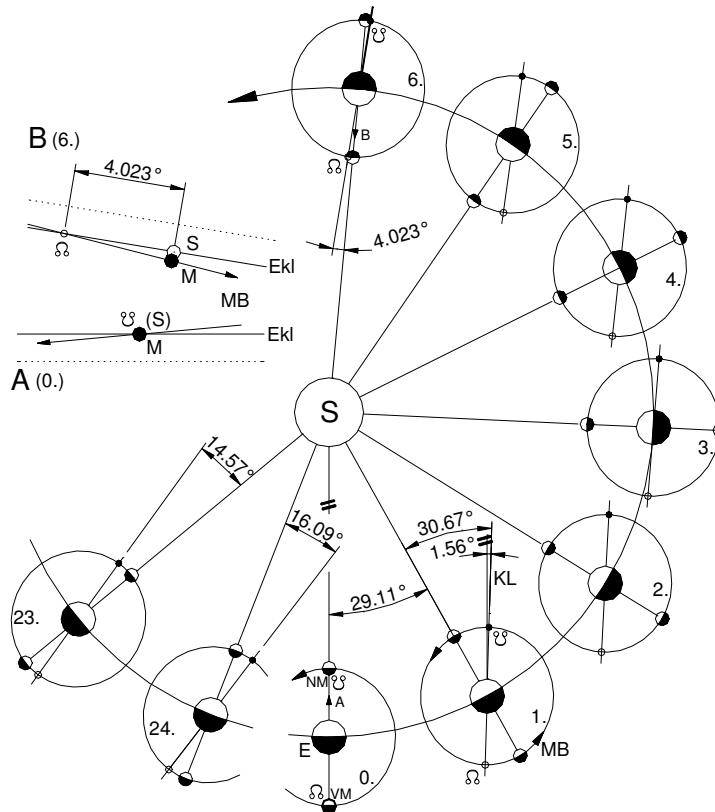 ☋
6.
B
☊
4.023°
5.
B (6.)
4.023°
S
☊
M
Ekl
MB
☋ (S)
Ekl
M
A (0.)
4.
S
3.
14.57°
16.09°
30.67°
1.56°
KL
29.11°
2.
☋
23.
24.
NM ☋
A
E
0.
☊ VM
1.
MB
☊